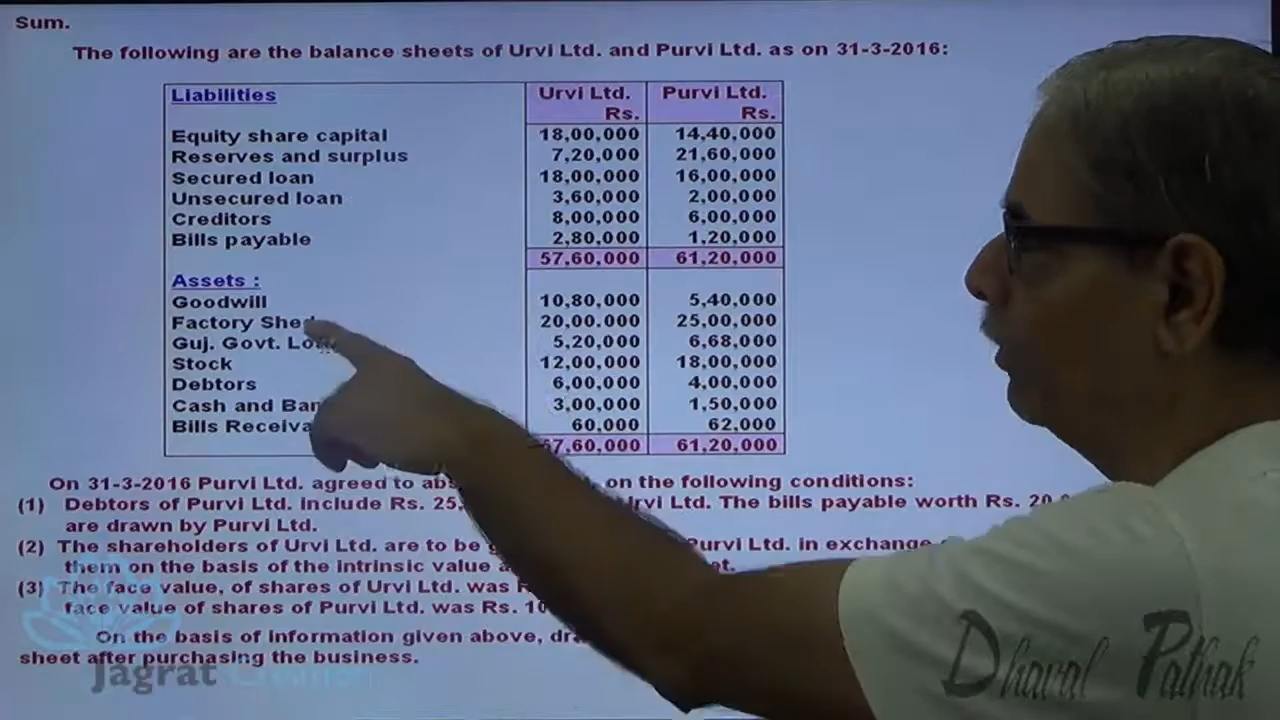 Sum.
The following are the balance sheets of Urvi Ltd. and Purvi Ltd. as on 31-3-2016:
Liabilities Urvi Ltd. Rs. Purvi Ltd. Rs.
Equity share capital 18,00,000 14,40,000
Reserves and surplus 7,20,000 21,60,000
Secured loan 18,00,000 16,00,000
Unsecured loan 3,60,000 2,00,000
Creditors 8,00,000 6,00,000
Bills payable 2,80,000 1,20,000
57,60,000 61,20,000
Assets :
Goodwill 10,80,000 5,40,000
Factory 20,00.000 25,00,000
Guj. Govt. 5,20,000 6,68,000
Stock 12,00,000 18,00,000
Debtors 6,00,000 4,00,000
Cash and 3,00,000 1,50,000
Bills 60,000 62,000
57,60,000 61,20,000
On 31-3-2016 Purvi Ltd. agreed to on the following conditions:
(1) Debtors of Purvi Ltd. include Rs. Urvi Ltd. The bills payable worth Rs.
are drawn by Purvi Ltd.
(2) The shareholders of Urvi Ltd. are to be Purvi Ltd. in exchange
them on the basis of the intrinsic value
(3) The face value, of shares of Urvi Ltd. was
face value of shares of Purvi Ltd. was Rs.
On the basis of information given above,
sheet after purchasing the business.
Jagrat Creation
Dhaval Pathak